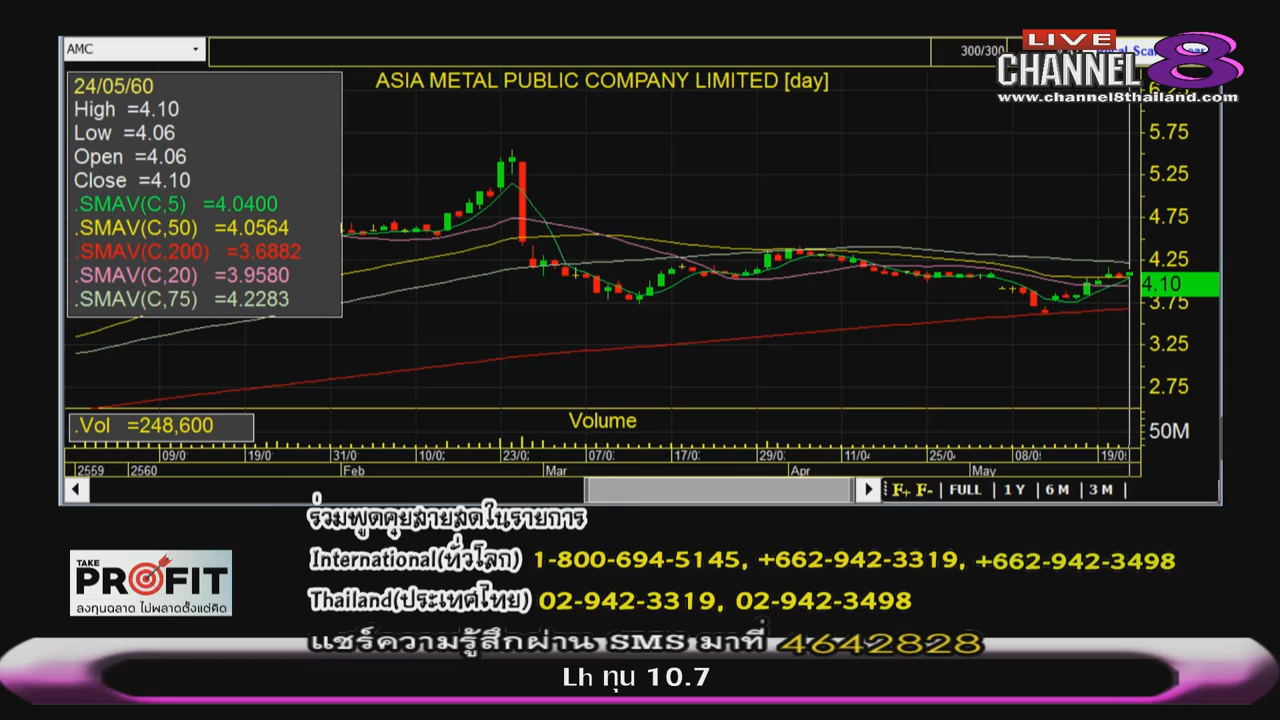 AMC
300/300
LIVE
CHANNEL 8
www.channel8thailand.com
24/05/60
High =4.10
Low =4.06
Open =4.06
Close =4.10
.SMAV(C,5) =4.0400
.SMAV(C,50) =4.0564
.SMAV(C,200) =3.6882
.SMAV(C,20) =3.9580
.SMAV(C,75) =4.2283
ASIA METAL PUBLIC COMPANY LIMITED [day]
5.75
5.25
4.75
4.25
4.10
3.75
3.25
2.75
.Vol =248,600
Volume
50M
09/0 19/0 31/0 10/0 23/0 07/0 17/0 29/0 11/0 25/0 08/0 19/0
2559 2560 Feb Mar Apr May
F+ F- FULL 1 Y 6 M 3 M
ร่วมพูดคุยสายสดในรายการ
International(ทั่วโลก) 1-800-694-5145, +662-942-3319, +662-942-3498
Thailand(ประเทศไทย) 02-942-3319, 02-942-3498
แชร์ความรู้สึกผ่าน SMS มาที่ 4642828
TAKE
PROFIT
ลงทุนฉลาด ไม่พลาดตั้งแต่คิด
Lh ทุน 10.7